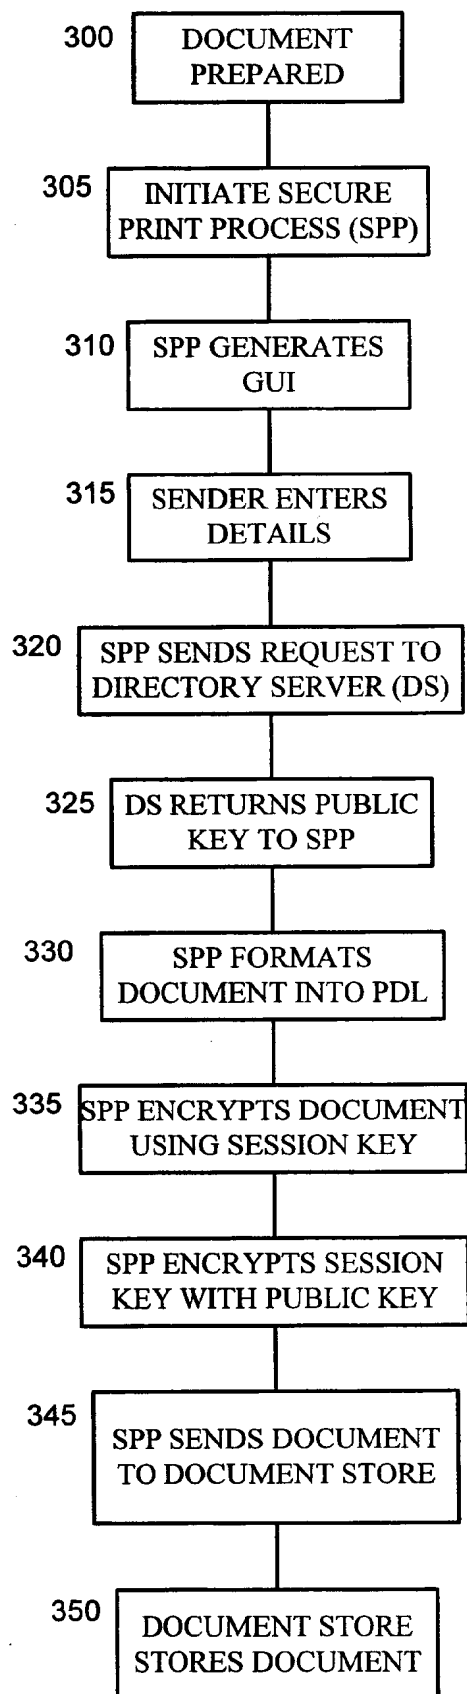 300
DOCUMENT
PREPARED
305
INITIATE SECURE
PRINT PROCESS (SPP)
310
SPP GENERATES
GUI
315
SENDER ENTERS
DETAILS
320
SPP SENDS REQUEST TO
DIRECTORY SERVER (DS)
325
DS RETURNS PUBLIC
KEY TO SPP
330
SPP FORMATS
DOCUMENT INTO PDL
335
SPP ENCRYPTS DOCUMENT
USING SESSION KEY
340
SPP ENCRYPTS SESSION
KEY WITH PUBLIC KEY
345
SPP SENDS DOCUMENT
TO DOCUMENT STORE
350
DOCUMENT STORE
STORES DOCUMENT